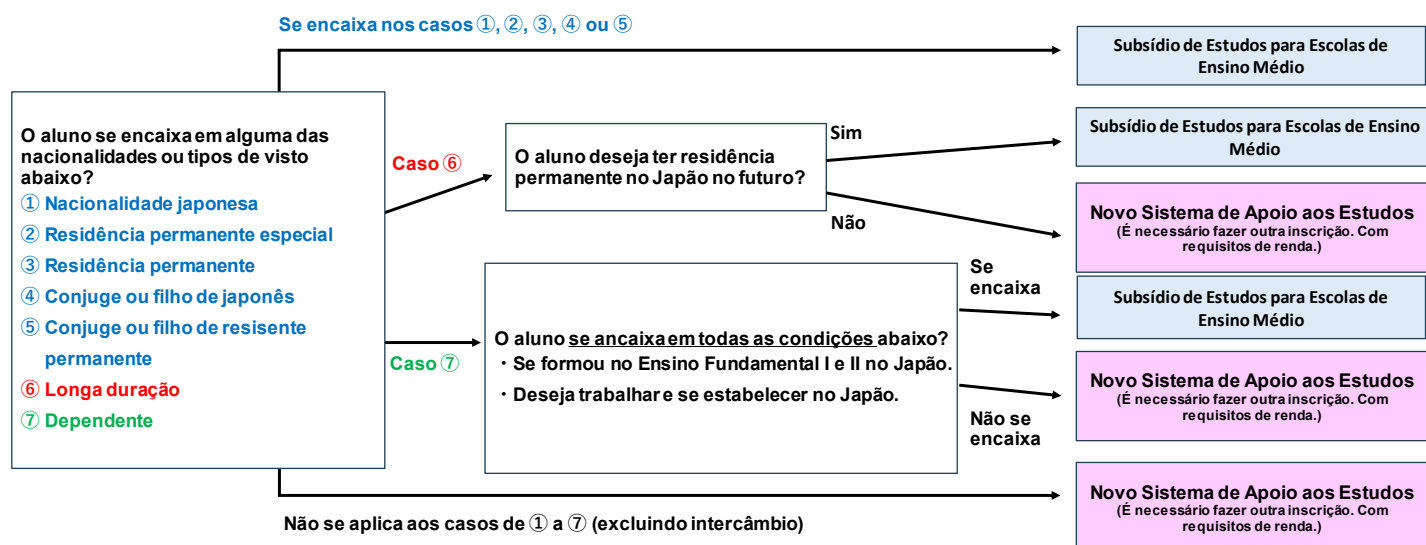 Se encaixa nos casos ①, ②, ③, ④ ou ⑤
Subsídio de Estudos para Escolas de
Ensino Médio
O aluno se encaixa em alguma das
nacionalidades ou tipos de visto
abaixo?
① Nacionalidade japonesa
② Residência permanente especial
③ Residência permanente
④ Conjuge ou filho de japonês
⑤ Conjuge ou filho de resisente
permanente
⑥ Longa duração
⑦ Dependente
Caso ⑥
O aluno deseja ter residência
permanente no Japão no futuro?
Sim
Subsídio de Estudos para Escolas de Ensino
Médio
Não
Novo Sistema de Apoio aos Estudos
(É necessário fazer outra inscrição. Com
requisitos de renda.)
Caso ⑦
O aluno se ancaixa em todas as condições abaixo?
・Se formou no Ensino Fundamental I e II no Japão.
・Deseja trabalhar e se estabelecer no Japão.
Se
encaixa
Subsídio de Estudos para Escolas de
Ensino Médio
Não se
encaixa
Novo Sistema de Apoio aos Estudos
(É necessário fazer outra inscrição. Com
requisitos de renda.)
Não se aplica aos casos de ① a ⑦ (excluindo intercâmbio)
Novo Sistema de Apoio aos Estudos
(É necessário fazer outra inscrição. Com
requisitos de renda.)